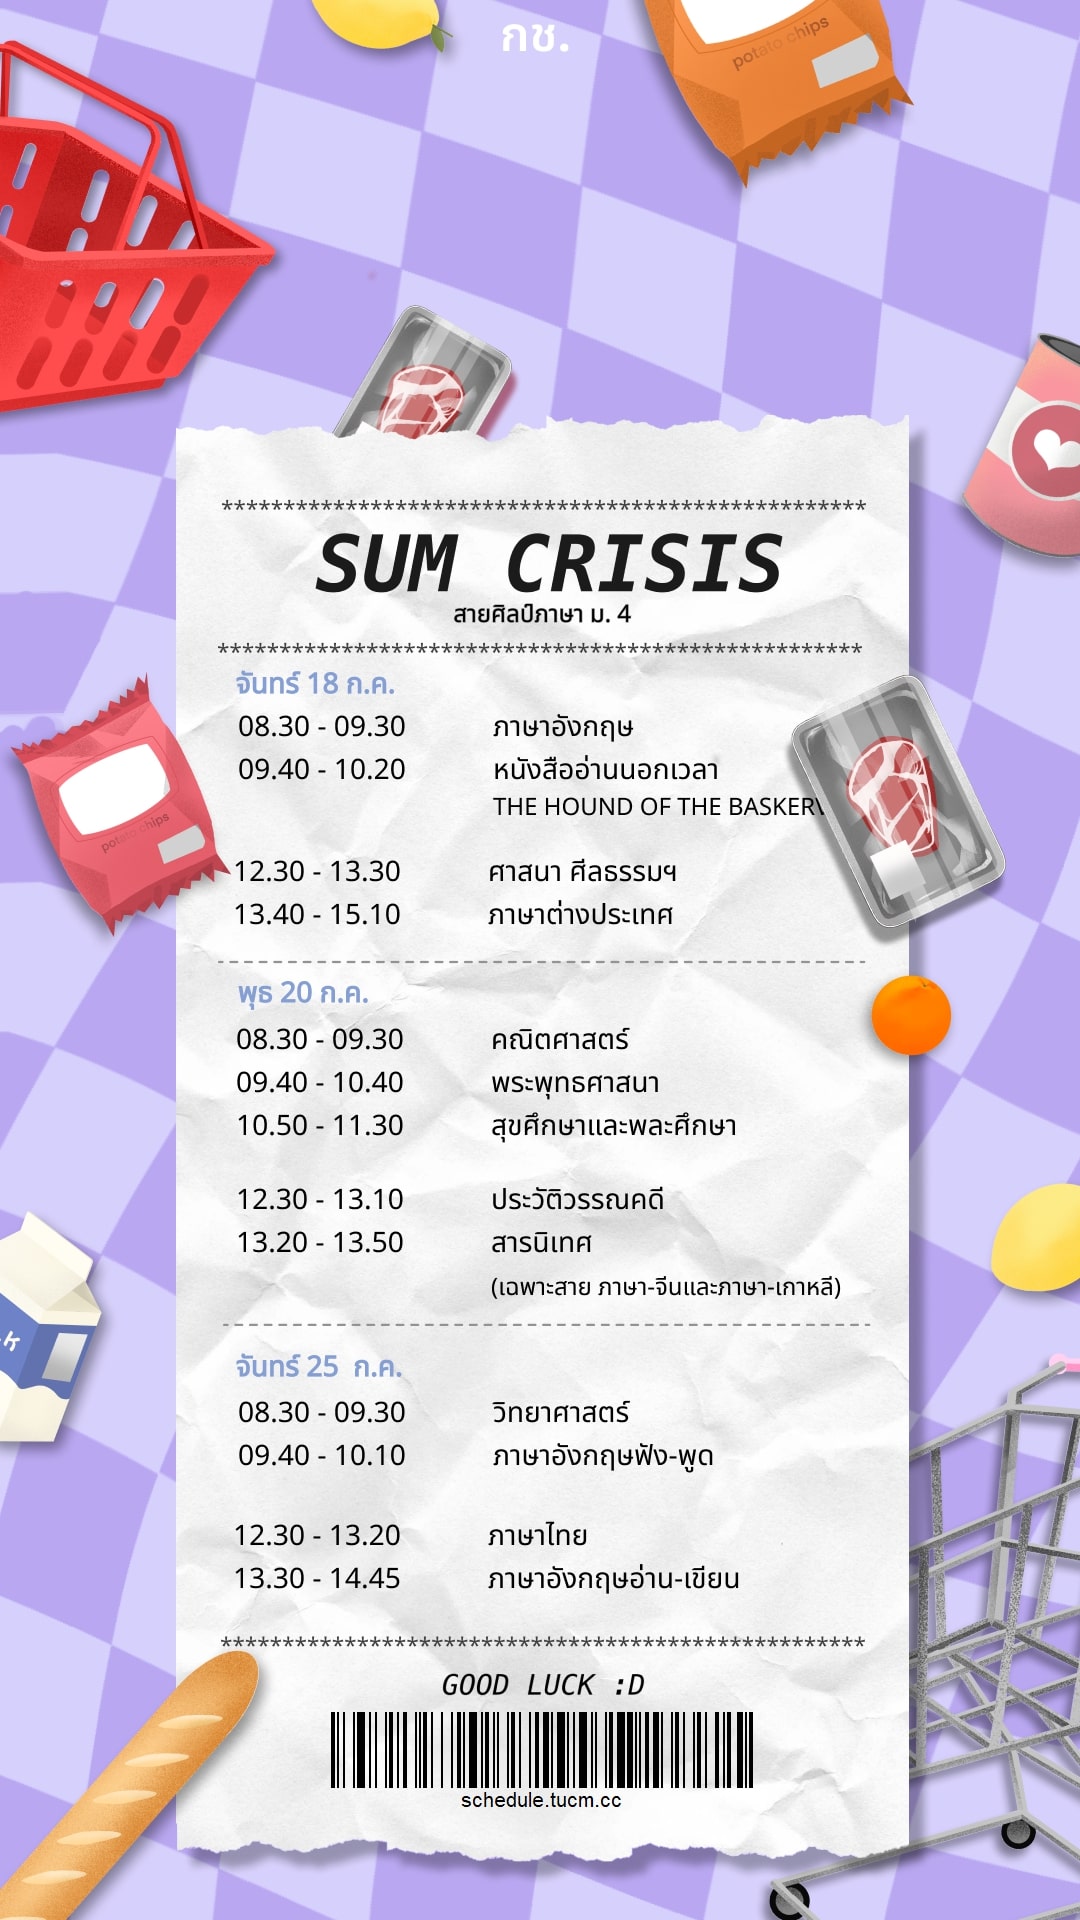 กช.
potato chips
****************************************************
SUM CRISIS
สายศิลป์ภาษา ม. 4
****************************************************
จันทร์ 18 ก.ค.
08.30 - 09.30 ภาษาอังกฤษ
09.40 - 10.20 หนังสืออ่านนอกเวลา
THE HOUND OF THE
potato chips
12.30 - 13.30 ศาสนา ศีลธรรมฯ
13.40 - 15.10 ภาษาต่างประเทศ
พุธ 20 ก.ค.
08.30 - 09.30 คณิตศาสตร์
09.40 - 10.40 พระพุทธศาสนา
10.50 - 11.30 สุขศึกษาและพละศึกษา
12.30 - 13.10 ประวัติวรรณคดี
13.20 - 13.50 สารนิเทศ
(เฉพาะสาย ภาษา-จีนและภาษา-เกาหลี)
จันทร์ 25 ก.ค.
08.30 - 09.30 วิทยาศาสตร์
09.40 - 10.10 ภาษาอังกฤษฟัง-พูด
12.30 - 13.20 ภาษาไทย
13.30 - 14.45 ภาษาอังกฤษอ่าน-เขียน
****************************************************
GOOD LUCK :D
schedule.tucm.cc